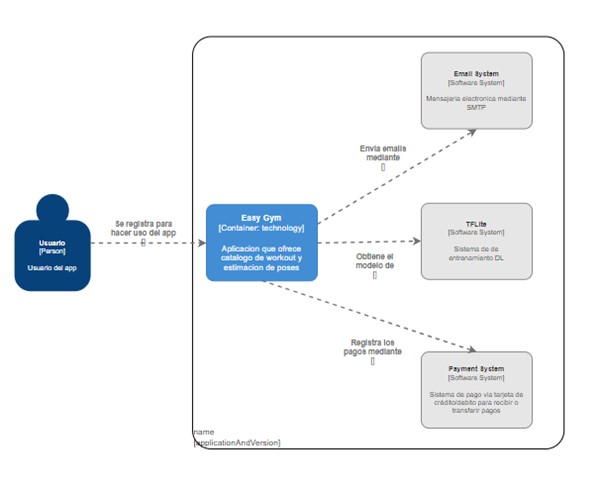 Email System
[Software System]
Mensajeria electronica mediante
SMTP
Envia emails
mediante
[]
Se registra para
hacer uso del app
[]
Usuario
[Person]
Usuario del app
Easy Gym
[Container: technology]
Aplicacion que ofrece
catalogo de workout y
estimacion de poses
TFLite
[Software System]
Sistema de de
entrenamiento DL
Obtiene el
modelo de
[]
Registra los
pagos mediante
[]
Payment System
[Software System]
Sistema de pago via tarjeta de
crédito/debito para recibir o
transferir pagos
name
[applicationAndVersion]